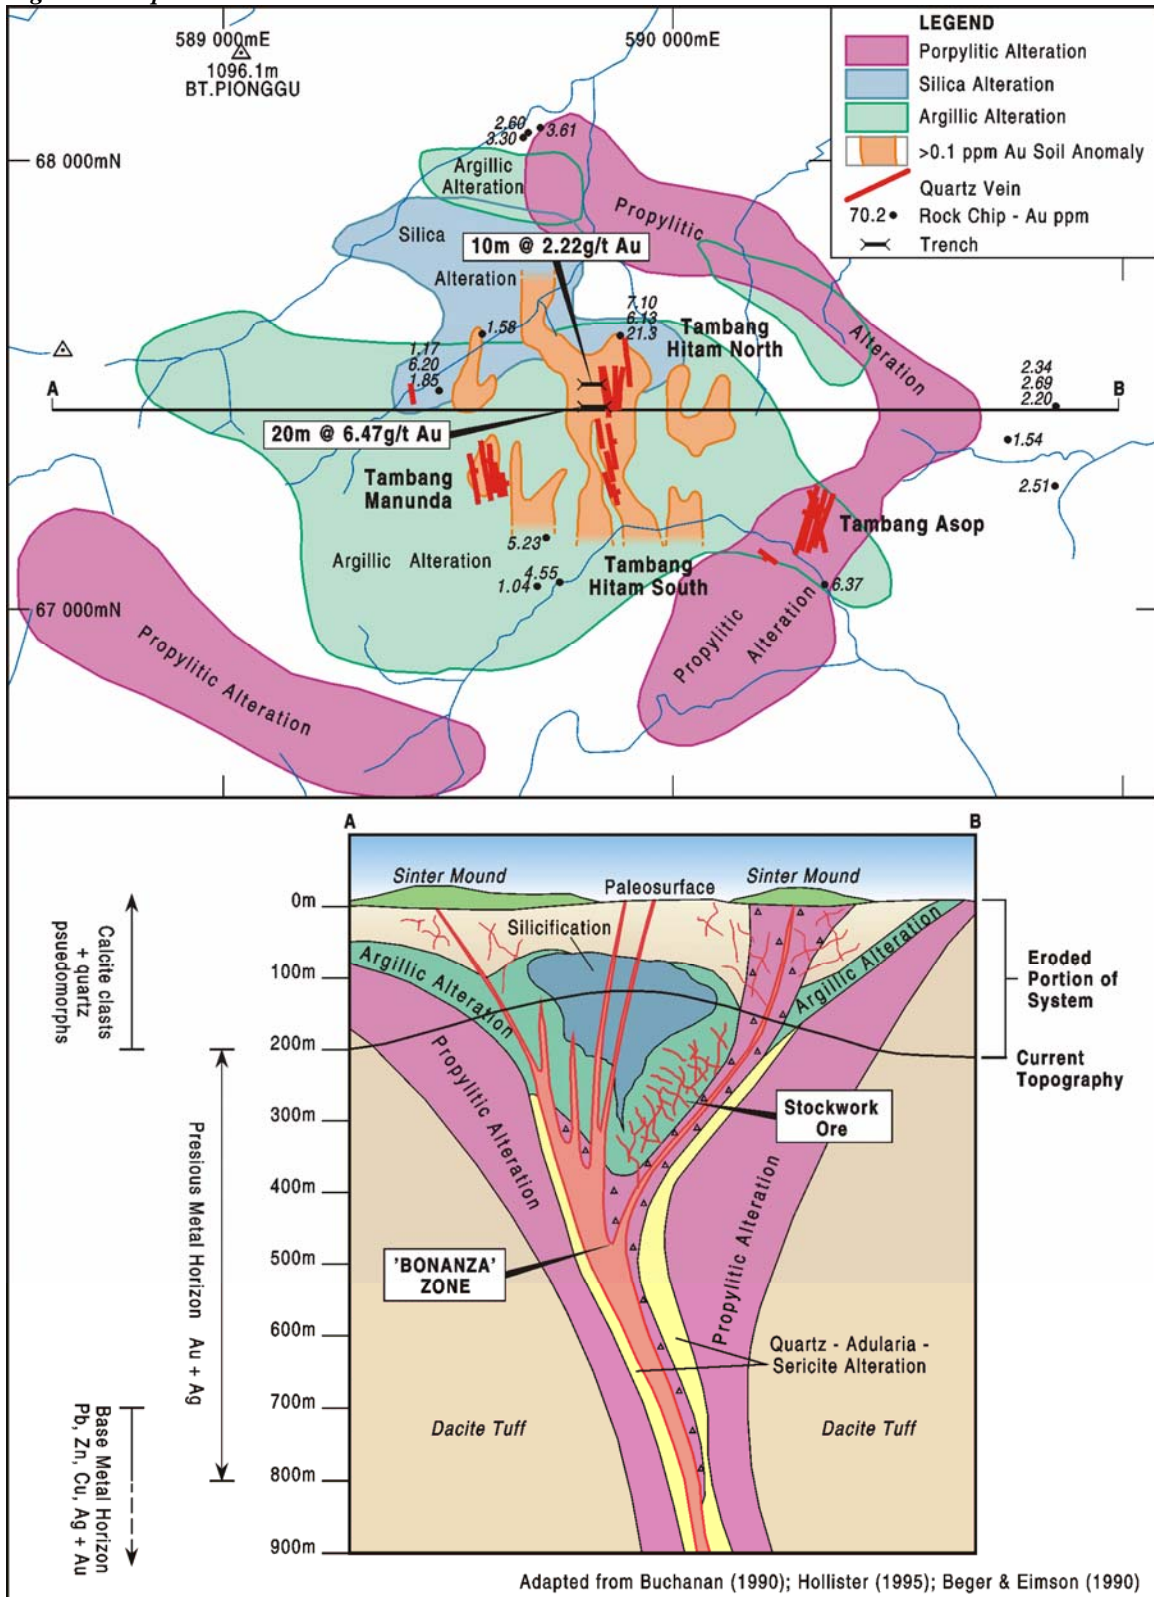 589 000mE
590 000mE
1096.1m
BT.PIONGGU
LEGEND
Porpylitic Alteration
Silica Alteration
Argillic Alteration
>0.1 ppm Au Soil Anomaly
Quartz Vein
70.2 Rock Chip - Au ppm
Trench
68 000mN
2.60
3.30
3.61
Argillic
Alteration
Propylitic
Alteration
Silica
Alteration
10m @ 2.22g/t Au
1.58
7.10
6.13
21.3
Tambang
Hitam North
1.17
6.20
1.85
2.34
2.69
2.20
A
B
20m @ 6.47g/t Au
1.54
2.51
Tambang
Manunda
Tambang Asop
5.23
Argillic Alteration
Tambang
Hitam South
4.55
1.04
6.37
67 000mN
Propylitic Alteration
Propylitic
Alteration
A
B
Sinter Mound
Paleosurface
Sinter Mound
0m
100m
200m
300m
400m
500m
600m
700m
800m
900m
Silicification
Argillic Alteration
Argillic Alteration
Propylitic Alteration
Propylitic Alteration
Eroded
Portion of
System
Current
Topography
Stockwork
Ore
'BONANZA'
ZONE
Quartz - Adularia -
Sericite Alteration
Dacite Tuff
Dacite Tuff
Calcite clasts
+ quartz
psuedomorphs
Presious Metal Horizon Au + Ag
Base Metal Horizon
Pb, Zn, Cu, Ag + Au
Adapted from Buchanan (1990); Hollister (1995); Beger & Eimson (1990)